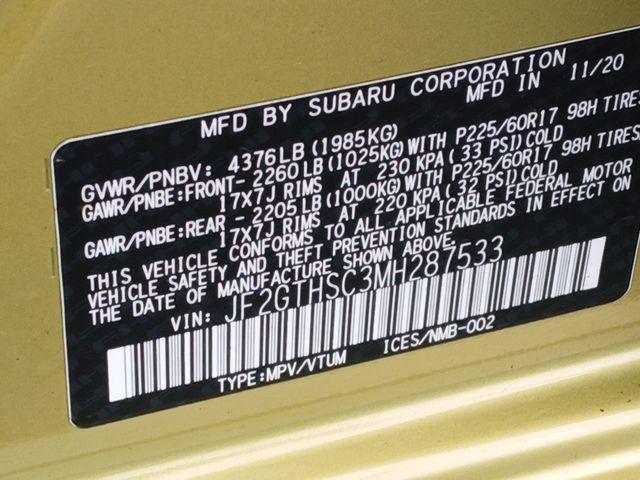 MFD BY SUBARU CORPORATION
MFD IN 11/20
GVWR/PNBV: 4376LB(1985KG)
GAWR/PNBE:FRONT-2260LB(1025KG)WITH P225/60R17 98H TIRES
17x7J RIMS AT 230 KPA(33 PSI)COLD
GAWR/PNBE:REAR -2205LB(1000KG)WITH P225/60R17 98H TIRE
17x7J RIMS AT 220 KPA(32 PSI)COLD
THIS VEHICLE CONFORMS TO ALL APPLICABLE FEDERAL MOTOR
VEHICLE SAFETY AND THEFT PREVENTION STANDARDS IN EFFECT ON
THE DATE OF MANUFACTURE SHOWN ABOVE.
VIN: JF2GTHSC3MH287533
TYPE:MPV/VTUM ICES/NMB-002